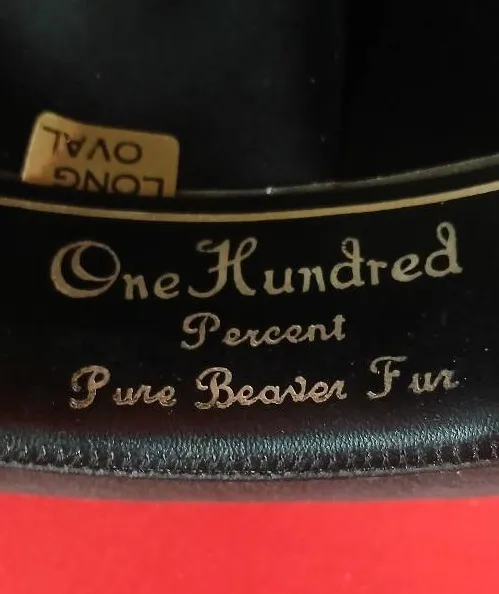 LONG
OVAL
One Hundred
Percent
Pure Beaver Fur